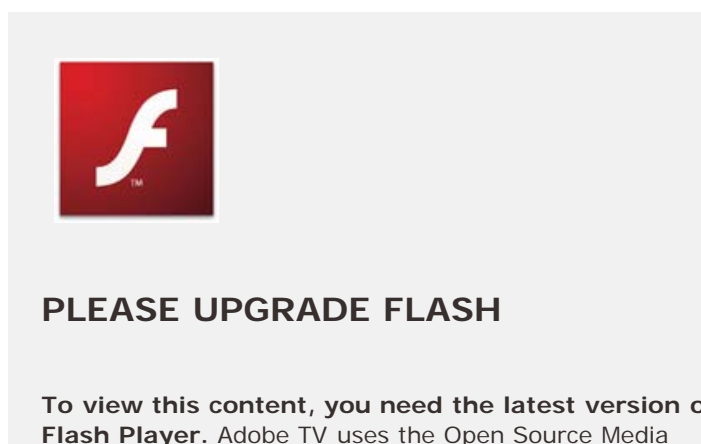 f
TM
PLEASE UPGRADE FLASH
To view this content, you need the latest version
Flash Player. Adobe TV uses the Open Source Media